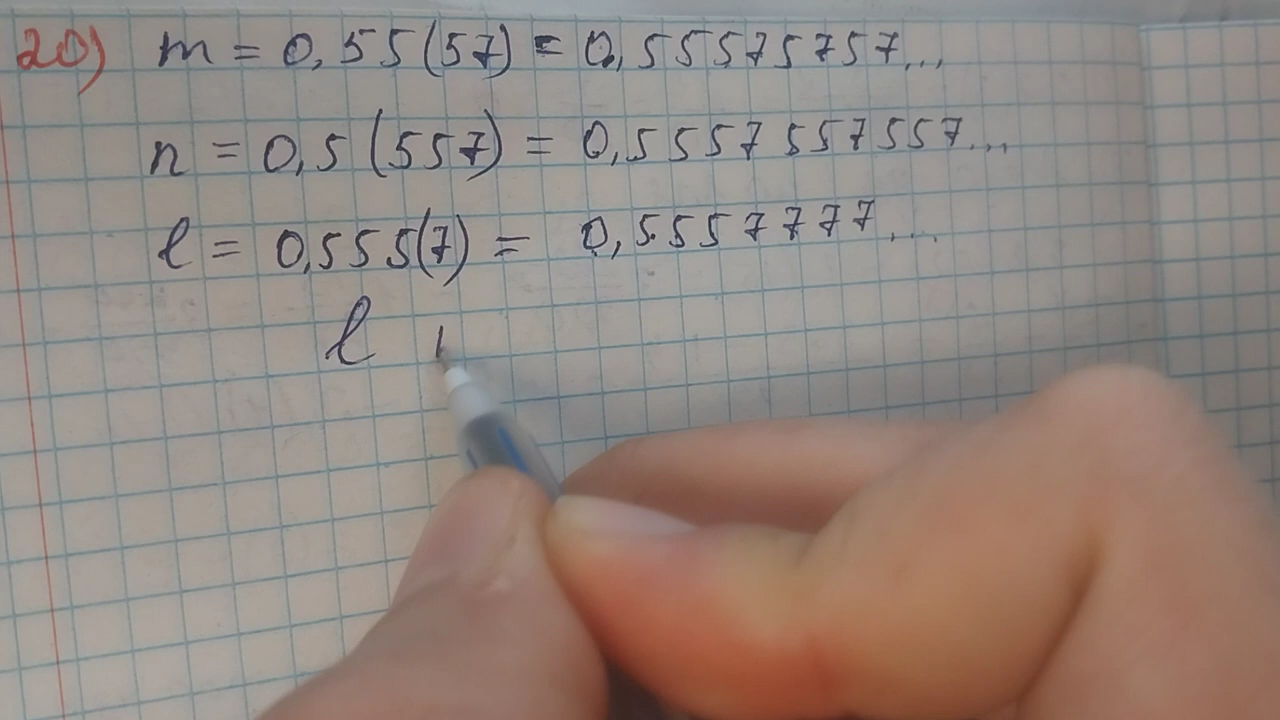 20) m = 0,55(57) = 0,55575757...
n = 0,5(557) = 0,5557557557...
l = 0,555(7) = 0,5557777...
l